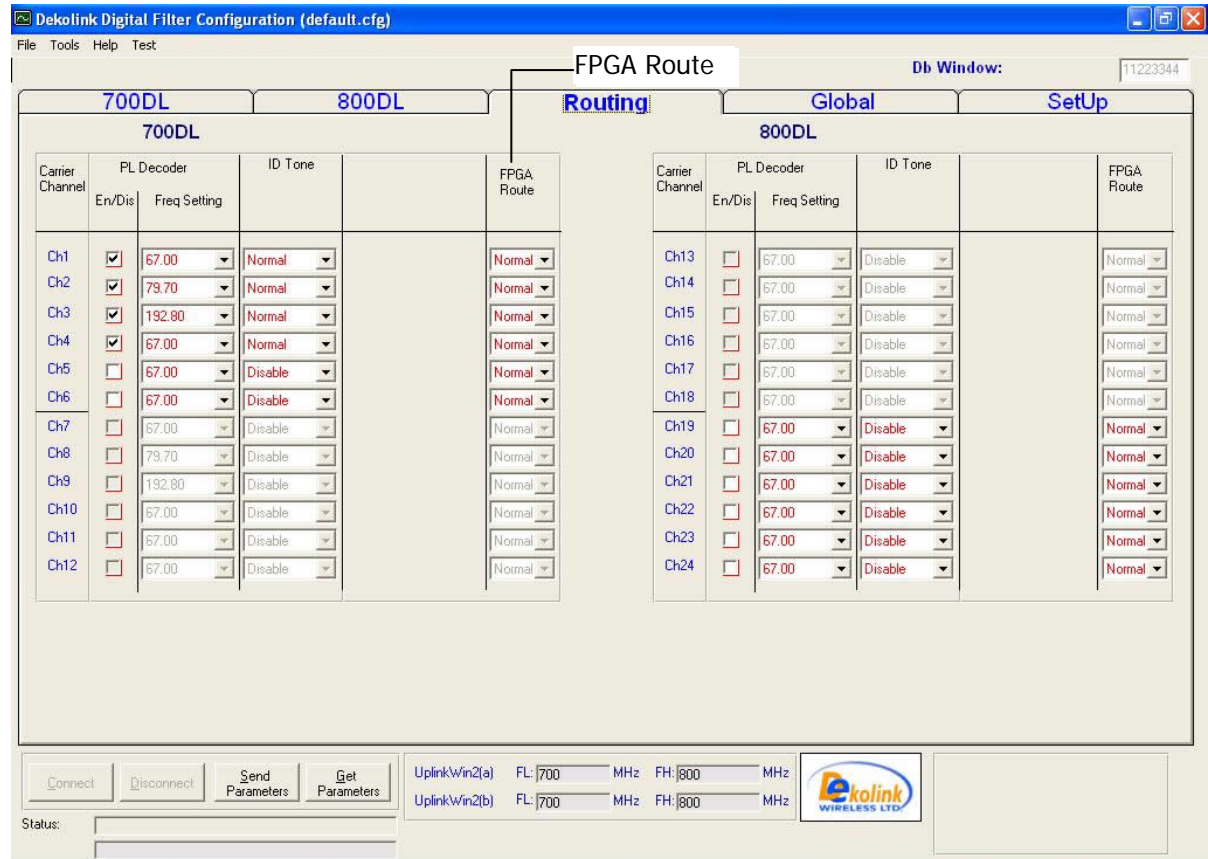 Dekolink Digital Filter Configuration (default.cfg)
File Tools Help Test
FPGA Route
Db Window: 11223344
700DL 800DL Routing Global SetUp
700DL
Carrier Channel PL Decoder ID Tone FPGA Route
En/Dis Freq Setting
Ch1 67.00 Normal Normal
Ch2 79.70 Normal Normal
Ch3 192.80 Normal Normal
Ch4 67.00 Normal Normal
Ch5 67.00 Disable Normal
Ch6 67.00 Disable Normal
Ch7 67.00 Disable Normal
Ch8 79.70 Disable Normal
Ch9 192.80 Disable Normal
Ch10 67.00 Disable Normal
Ch11 67.00 Disable Normal
Ch12 67.00 Disable Normal
800DL
Carrier Channel PL Decoder ID Tone FPGA Route
En/Dis Freq Setting
Ch13 67.00 Disable Normal
Ch14 67.00 Disable Normal
Ch15 67.00 Disable Normal
Ch16 67.00 Disable Normal
Ch17 67.00 Disable Normal
Ch18 67.00 Disable Normal
Ch19 67.00 Disable Normal
Ch20 67.00 Disable Normal
Ch21 67.00 Disable Normal
Ch22 67.00 Disable Normal
Ch23 67.00 Disable Normal
Ch24 67.00 Disable Normal
Connect Disconnect Send Parameters Get Parameters
UplinkWin2(a) FL: 700 MHz FH: 800 MHz
UplinkWin2(b) FL: 700 MHz FH: 800 MHz
Dekolink
WIRELESS LTD.
Status: